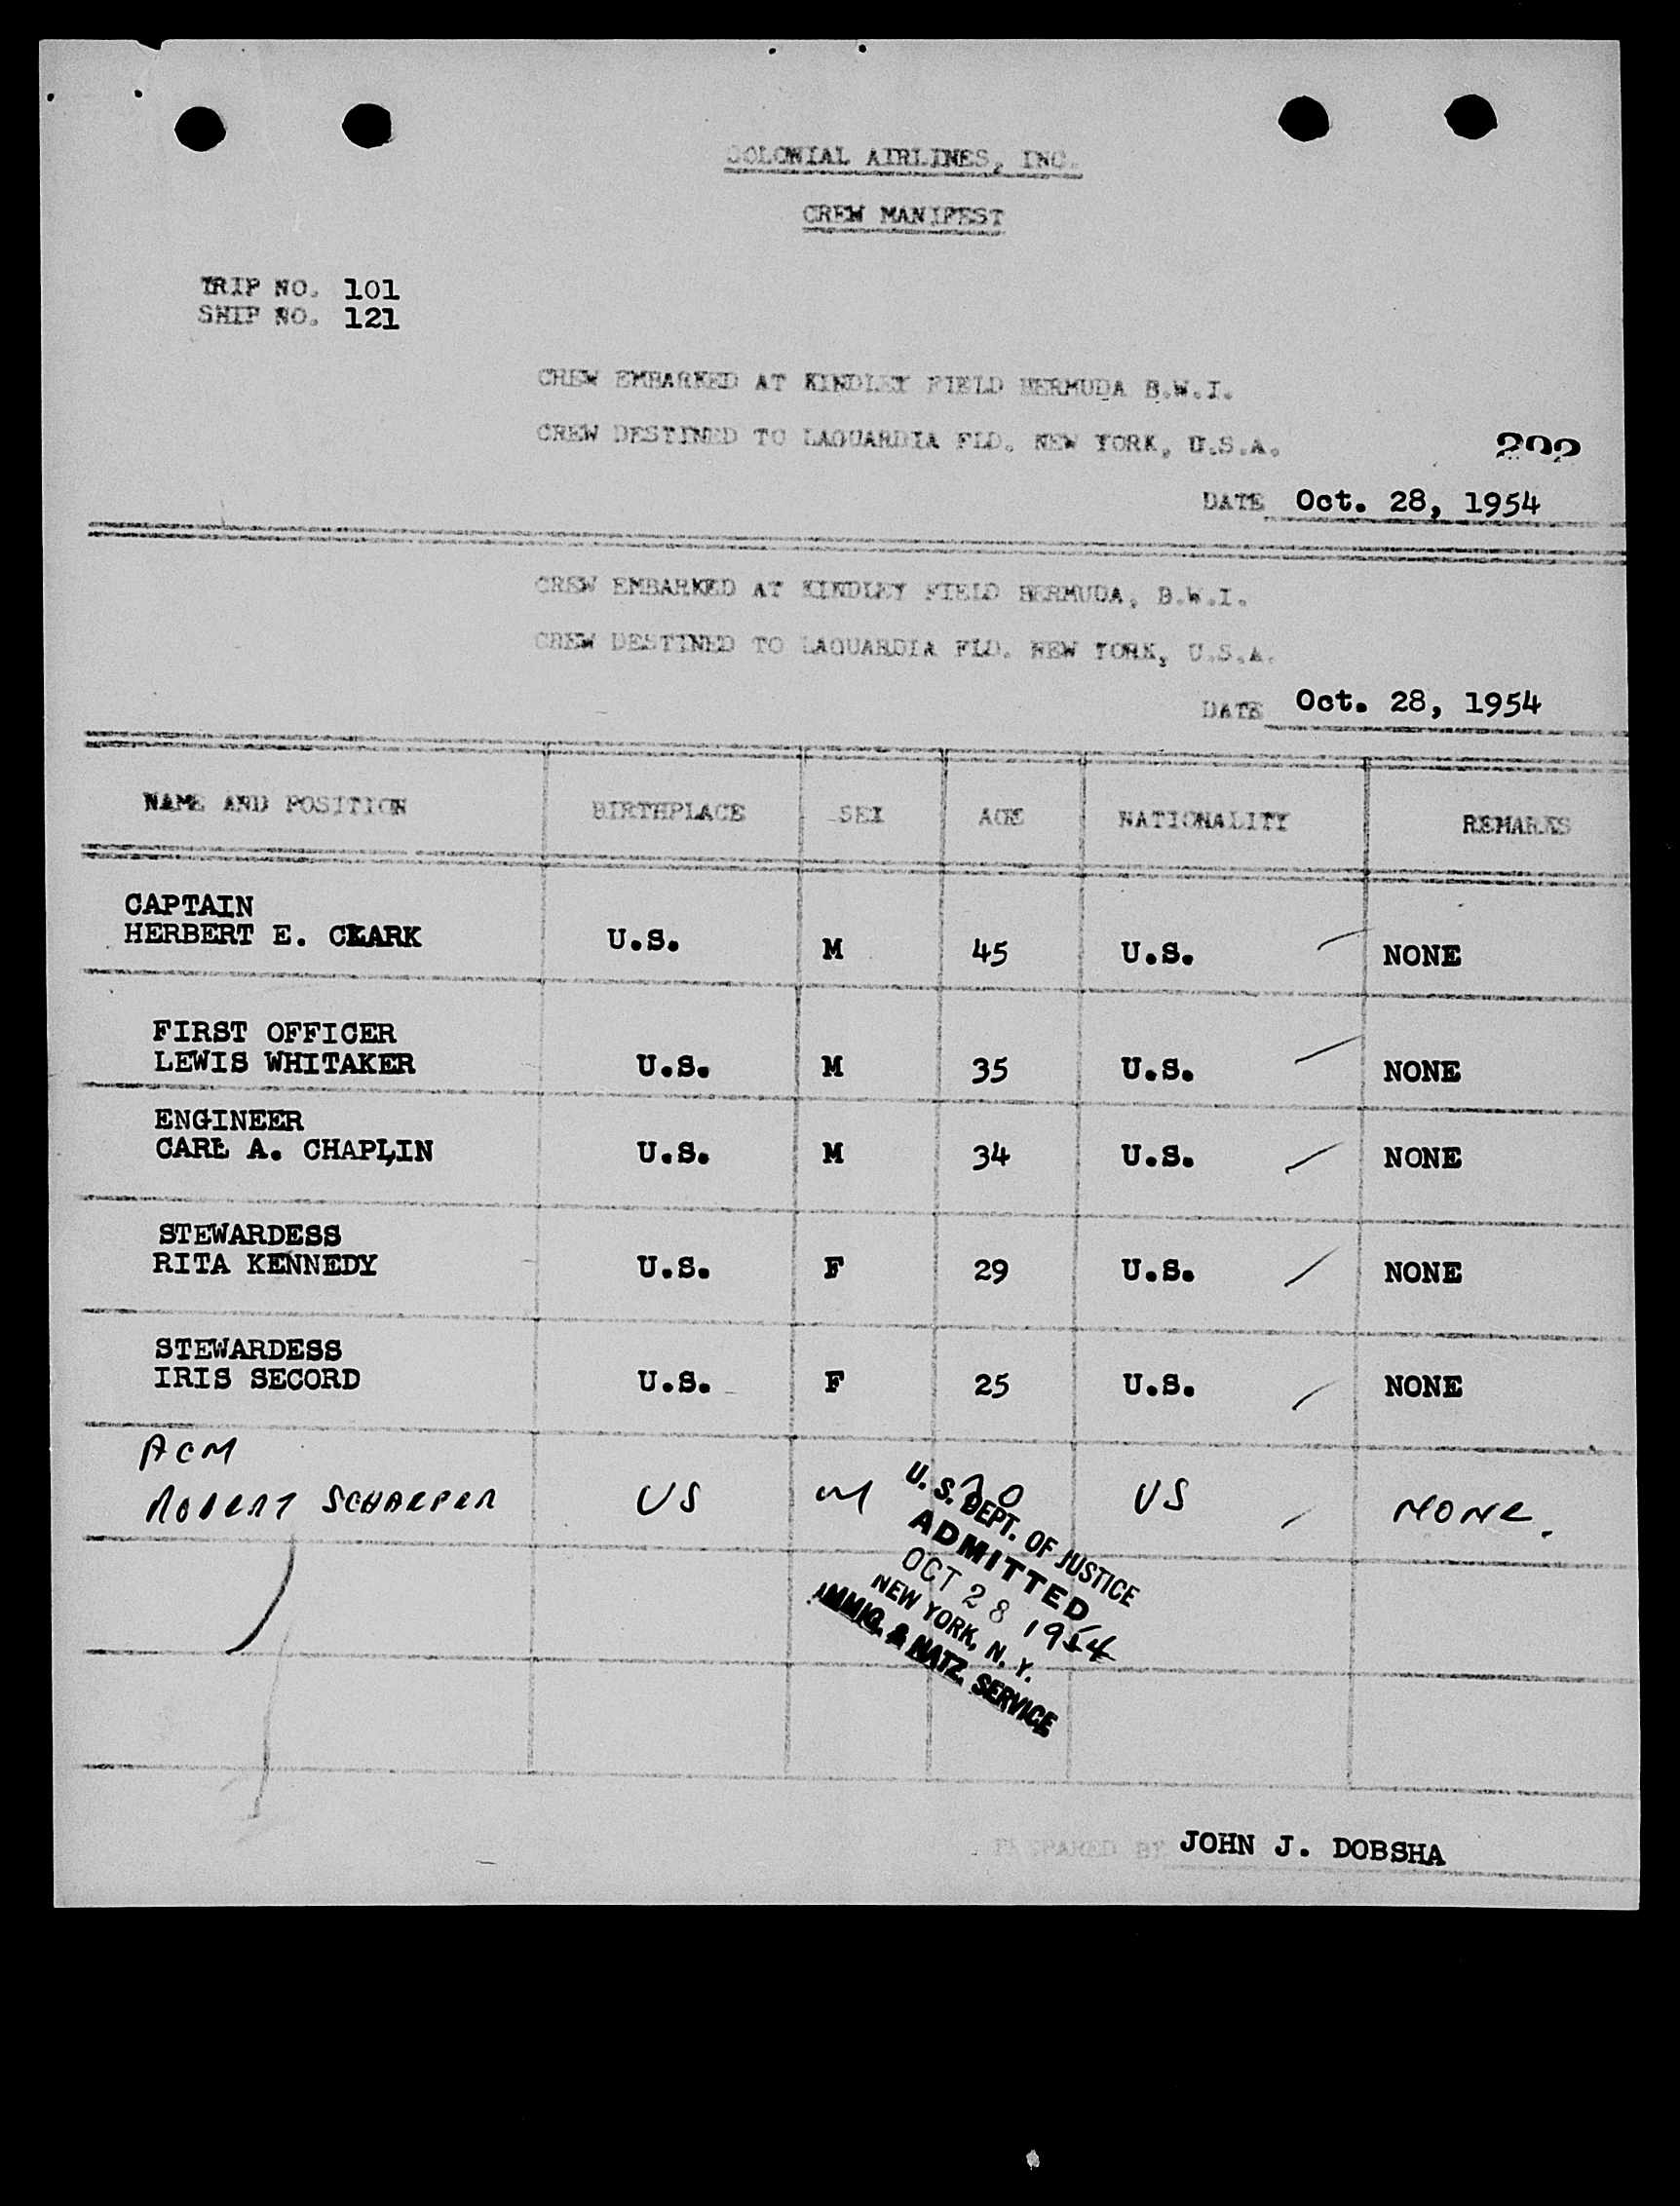 COLONIAL AIRLINES, INC.
CREW MANIFEST
TRIP NO. 101
SHIP NO. 121
CREW EMBARKED AT KINDLEY FIELD BERMUDA B.W.I.
CREW DESTINED TO LAGUARDIA FLD. NEW YORK, U.S.A.
DATE Oct. 28, 1954
CREW EMBARKED AT KINDLEY FIELD BERMUDA, B.W.I.
CREW DESTINED TO LAGUARDIA FLD. NEW YORK, U.S.A.
DATE Oct. 28, 1954
NAME AND POSITION BIRTHPLACE SEX AGE NATIONALITY REMARKS
CAPTAIN
HERBERT E. CLARK U.S. M 45 U.S. NONE
FIRST OFFICER
LEWIS WHITAKER U.S. M 35 U.S. NONE
ENGINEER
CARL A. CHAPLIN U.S. M 34 U.S. NONE
STEWARDESS
RITA KENNEDY U.S. F 29 U.S. NONE
STEWARDESS
IRIS SECORD U.S. F 25 U.S. NONE
ACM
ROBERT US M US NONE.
U. S. DEPT. OF JUSTICE
ADMITTED
OCT 28 1954
NEW YORK, N. Y.
IMMIG. & NATZ. SERVICE
PREPARED BY JOHN J. DOBSHA